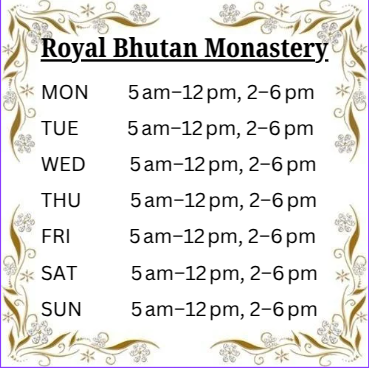 Royal Bhutan Monastery
MON 5 am–12 pm, 2–6 pm
TUE 5 am–12 pm, 2–6 pm
WED 5 am–12 pm, 2–6 pm
THU 5 am–12 pm, 2–6 pm
FRI 5 am–12 pm, 2–6 pm
SAT 5 am–12 pm, 2–6 pm
SUN 5 am–12 pm, 2–6 pm